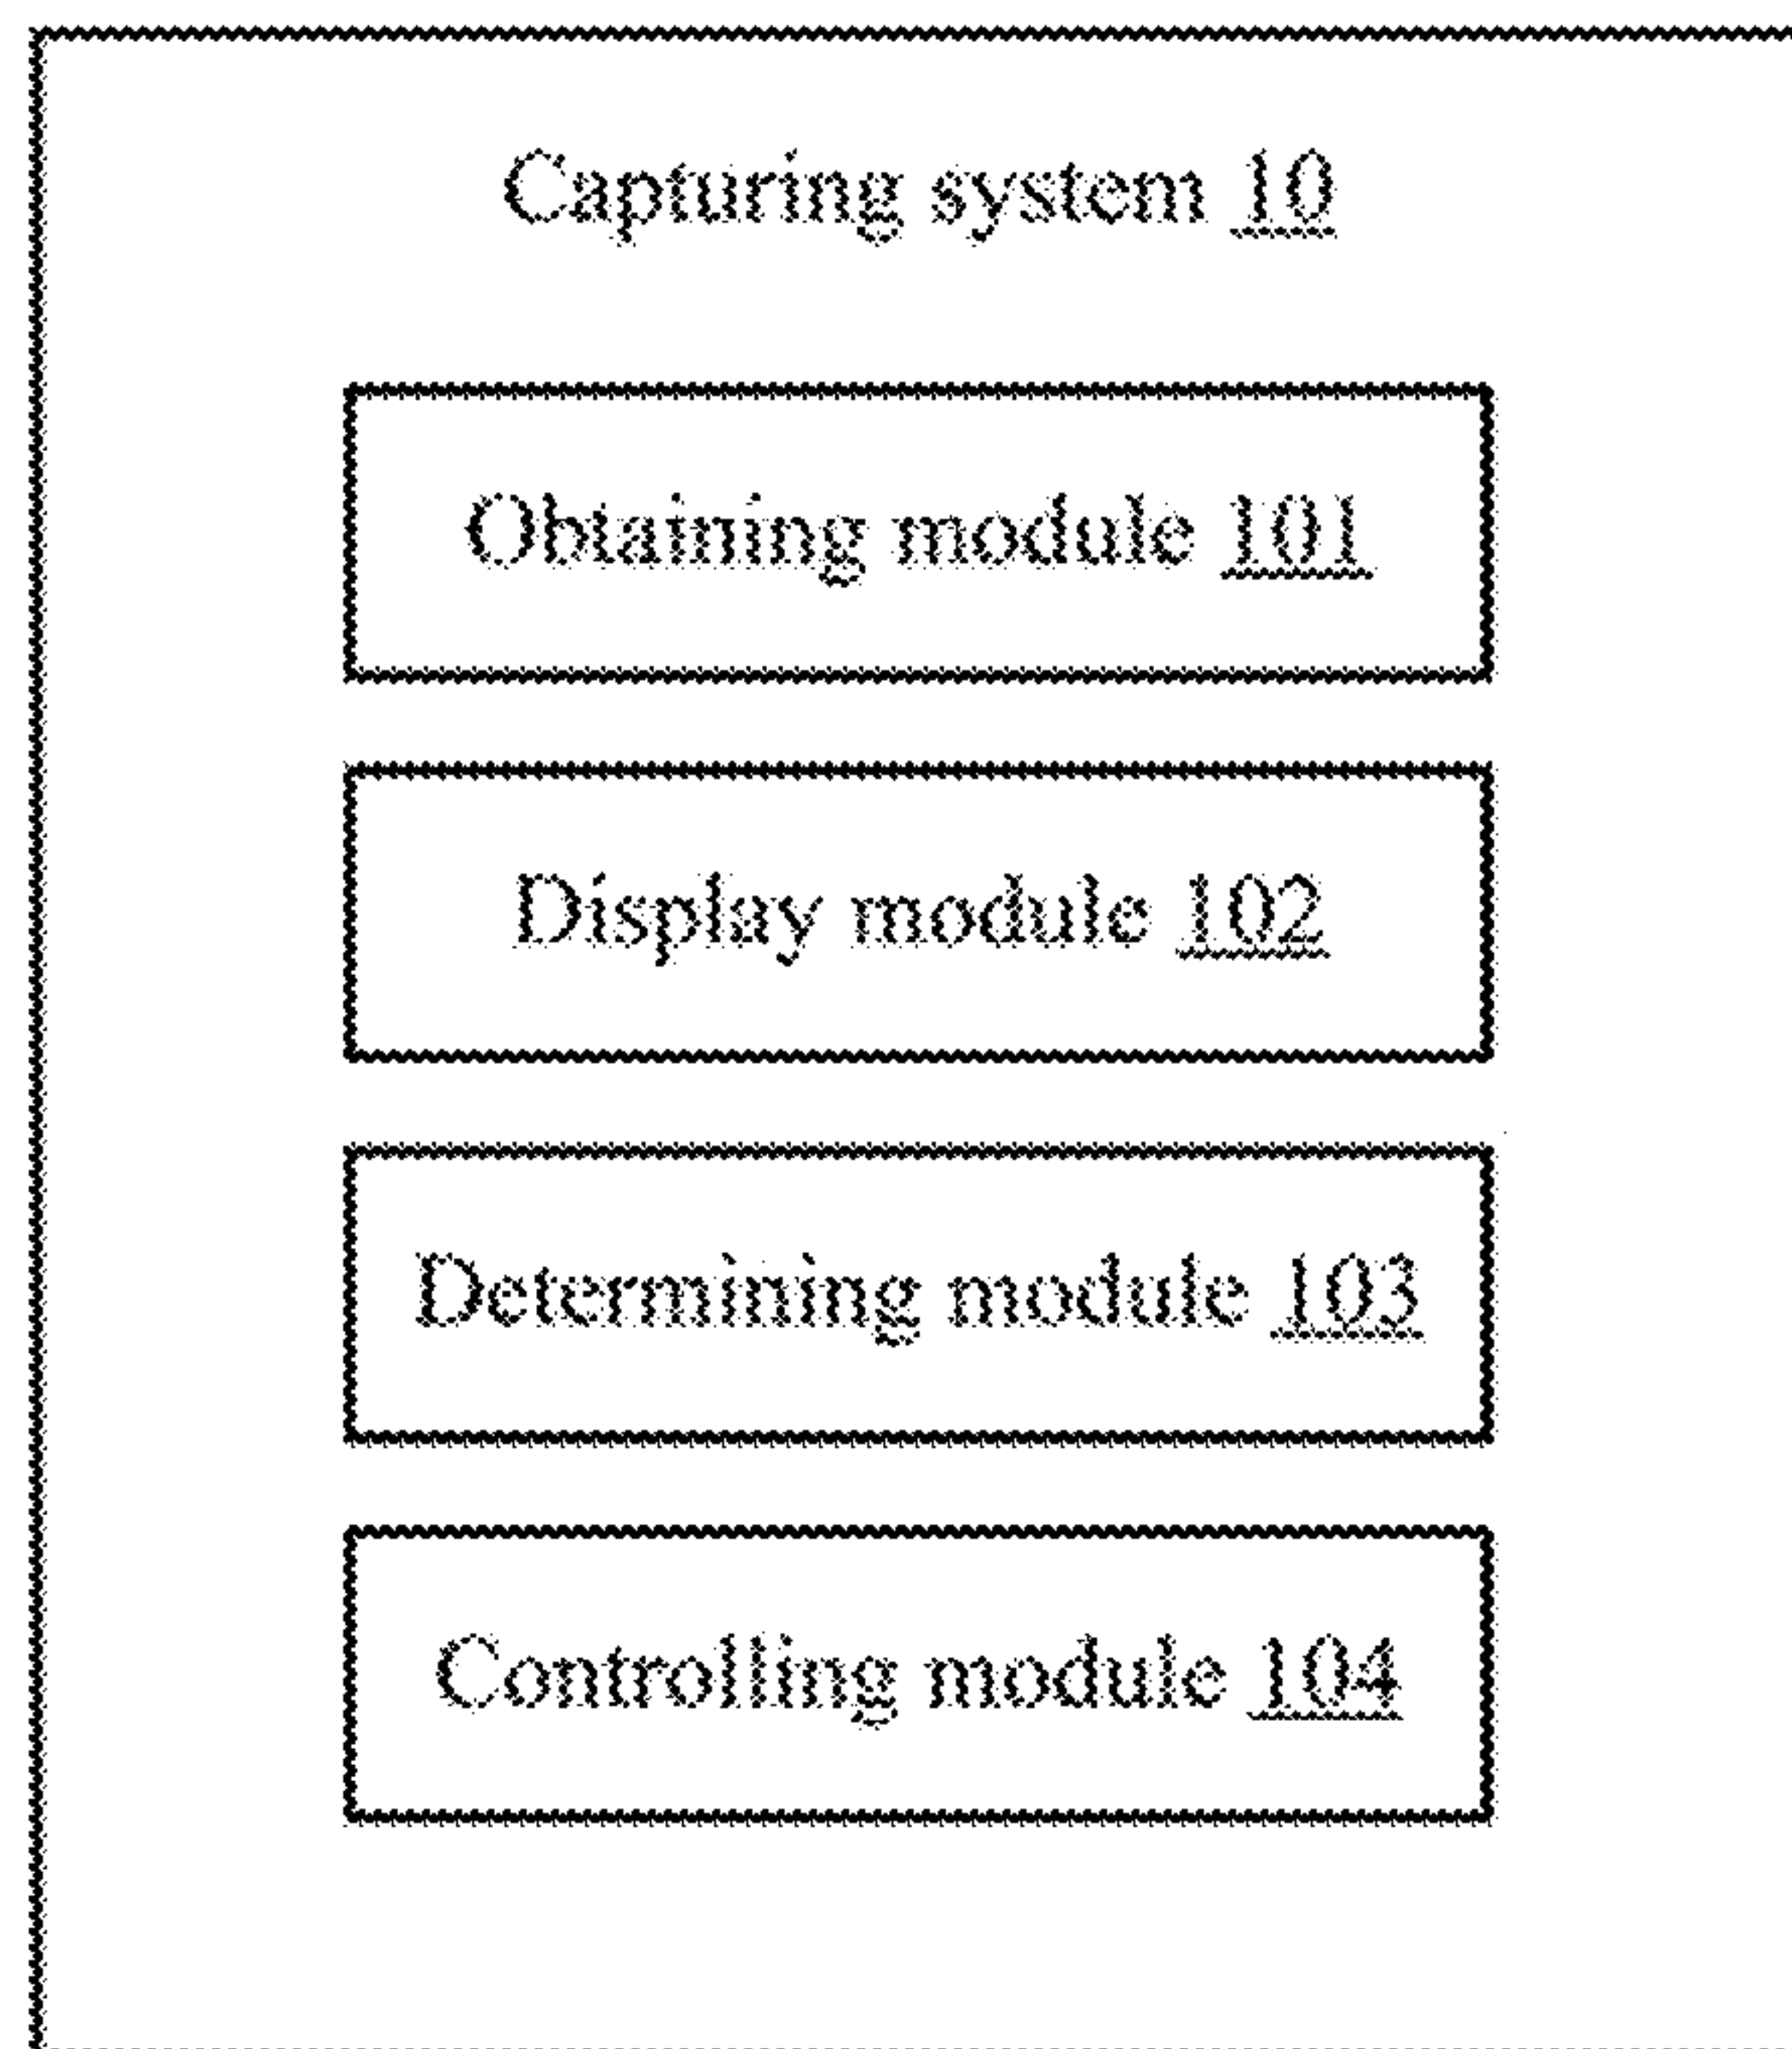 Capturing system 10
Obtaining module 101
Display module 102
Determining module 103
Controlling module 104